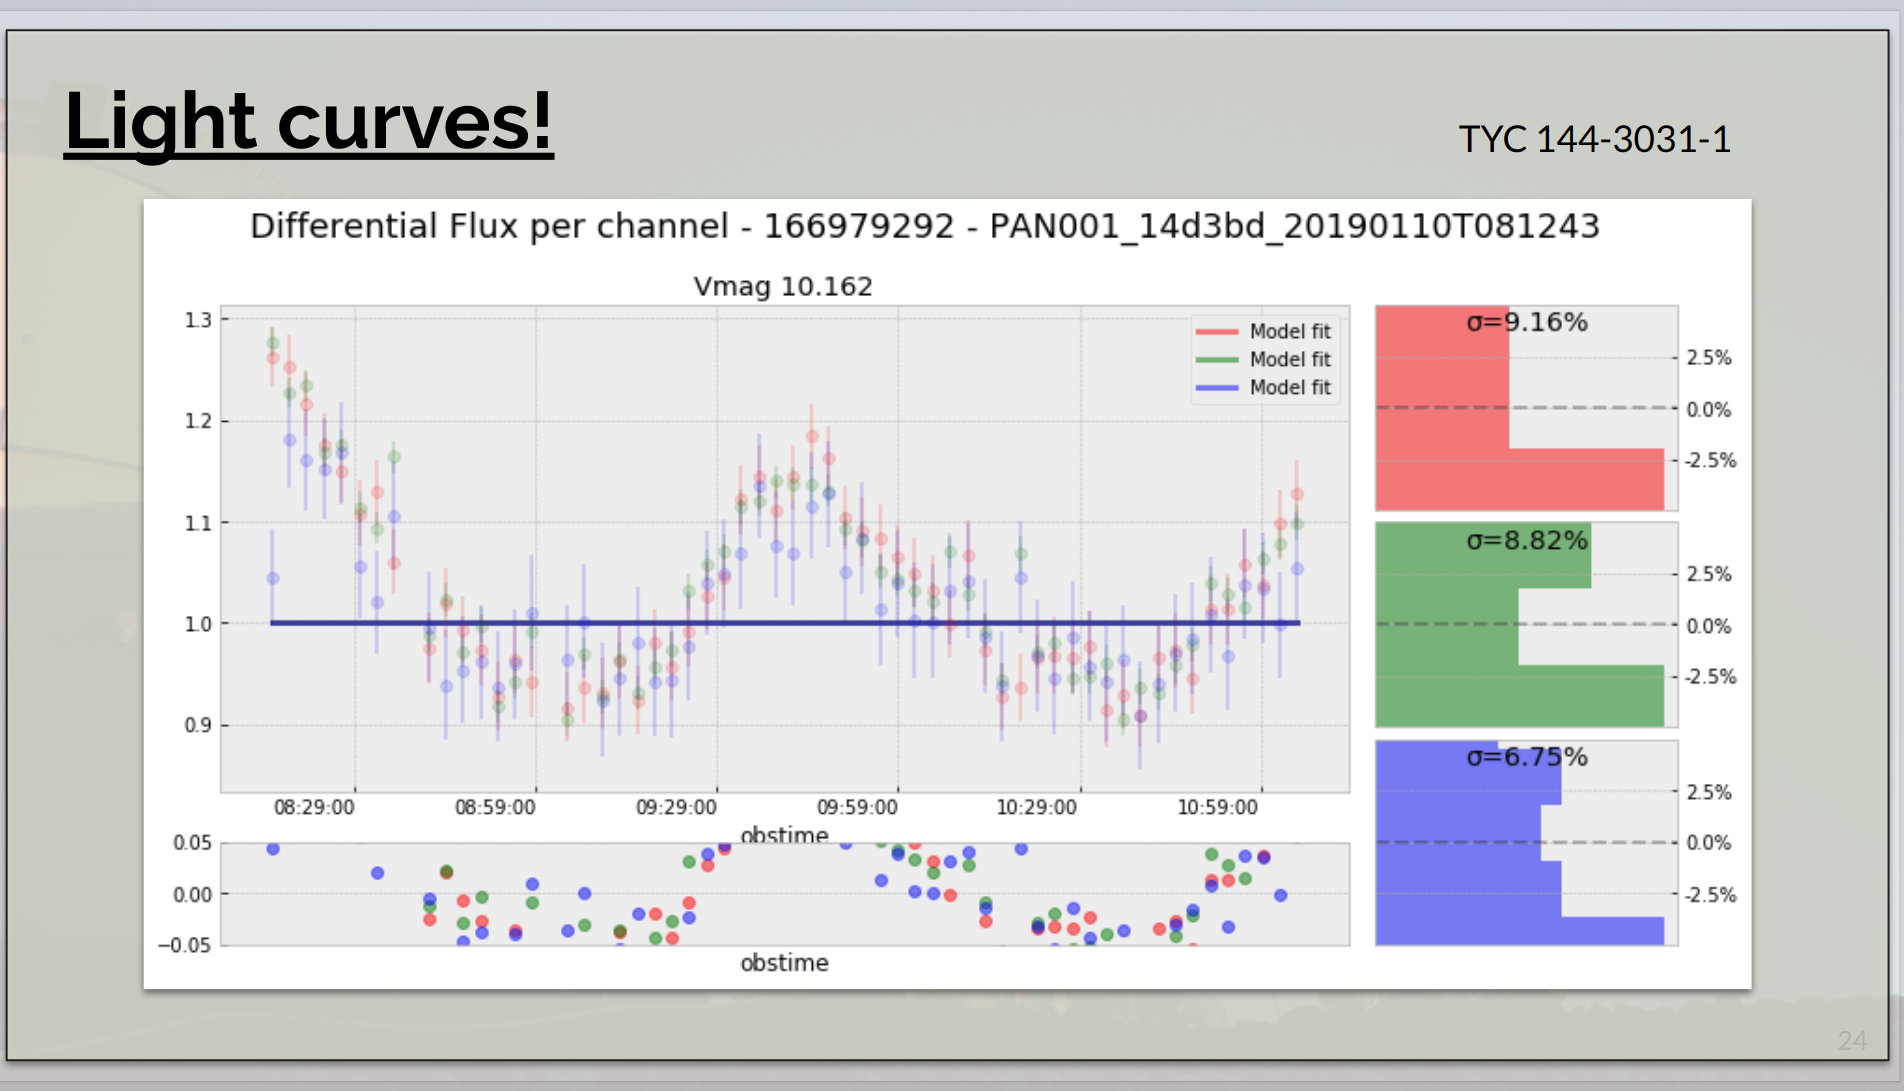 Light curves!
TYC 144-3031-1
Differential Flux per channel - 166979292 - PAN001_14d3bd_20190110T081243
Vmag 10.162
1.3
1.2
1.1
1.0
0.9
Model fit
Model fit
Model fit
08:29:00
08:59:00
09:29:00
09:59:00
10:29:00
10:59:00
obstime
0.05
0.00
−0.05
obstime
σ=9.16%
2.5%
0.0%
-2.5%
σ=8.82%
2.5%
0.0%
-2.5%
σ=6.75%
2.5%
0.0%
-2.5%
24